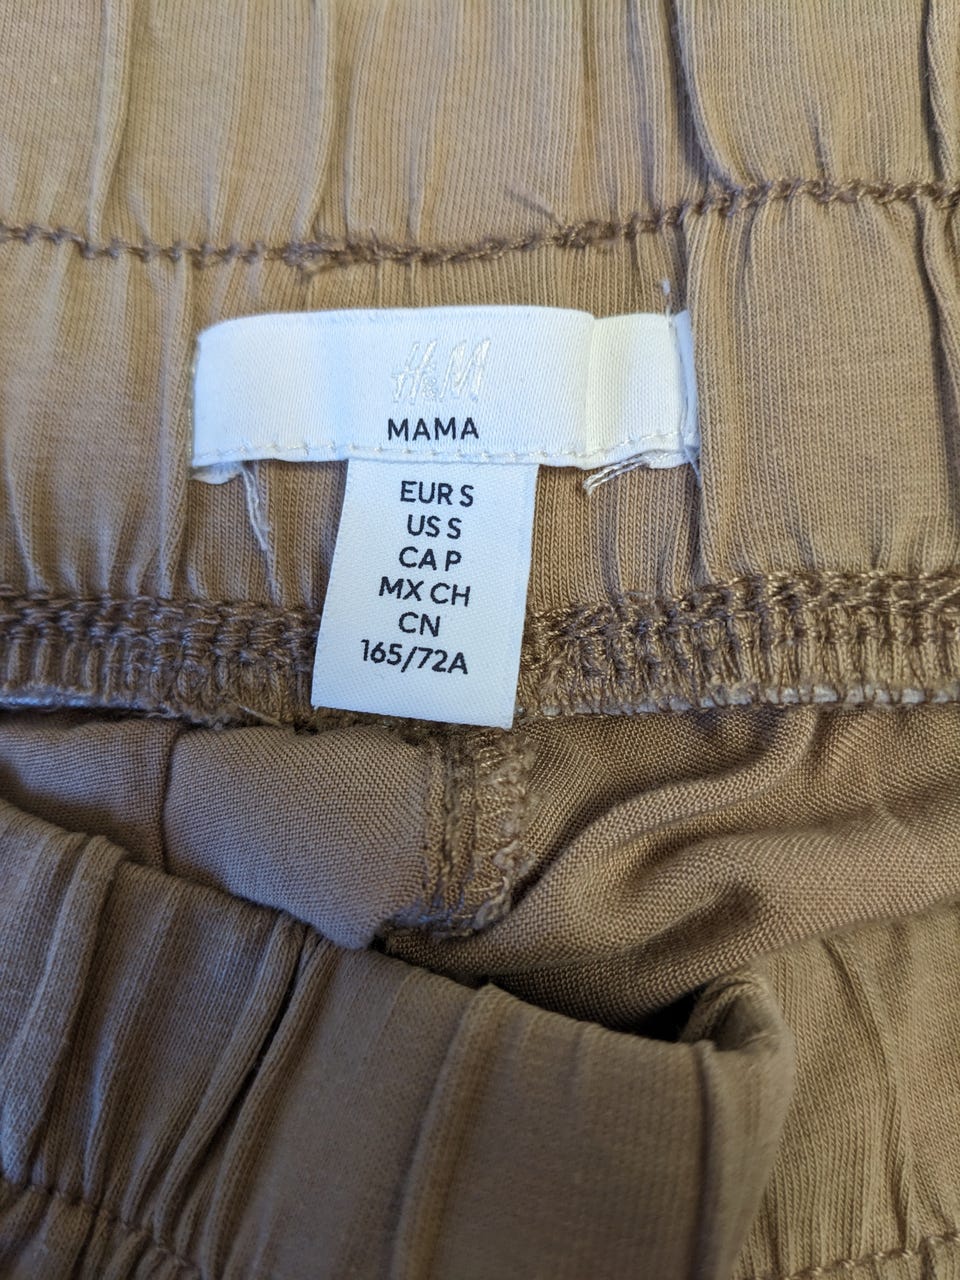 H&M
MAMA
EUR S
US S
CA P
MX CH
CN
165/72A